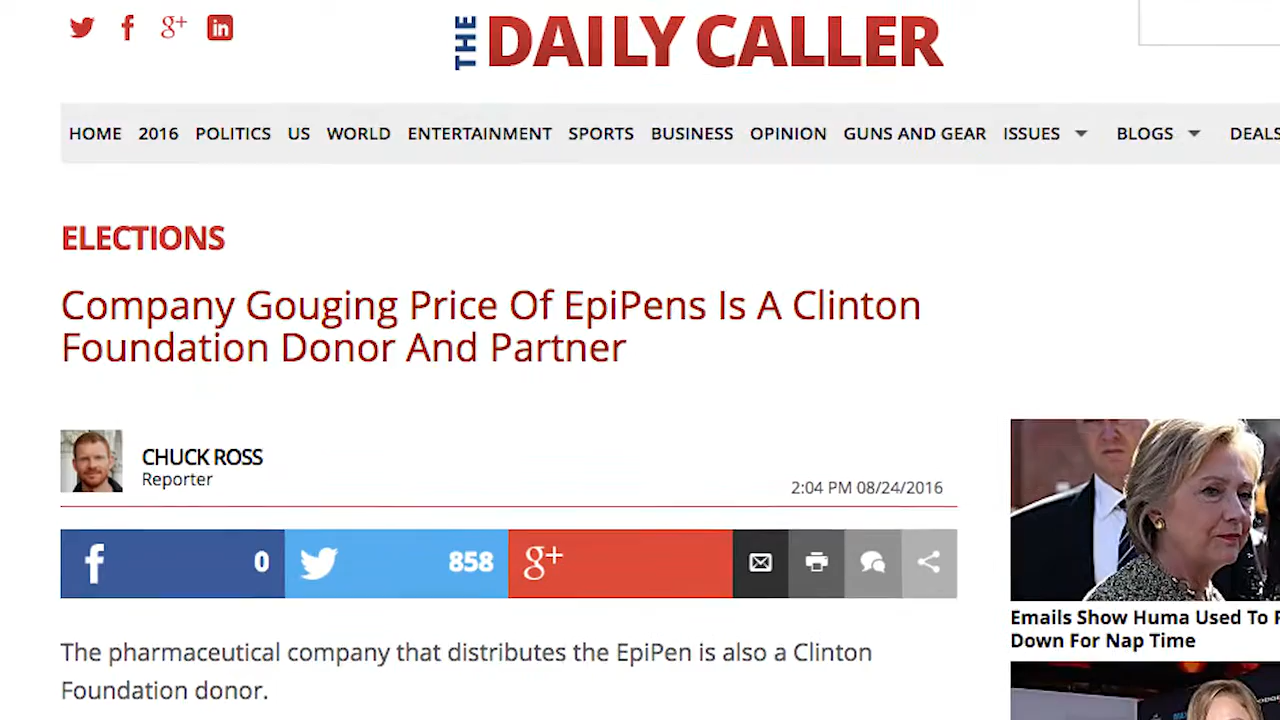 THE DAILY CALLER
HOME 2016 POLITICS US WORLD ENTERTAINMENT SPORTS BUSINESS OPINION GUNS AND GEAR ISSUES BLOGS DEALS
ELECTIONS
Company Gouging Price Of EpiPens Is A Clinton
Foundation Donor And Partner
CHUCK ROSS
Reporter
2:04 PM 08/24/2016
0 858 g+
The pharmaceutical company that distributes the EpiPen is also a Clinton
Foundation donor.
Emails Show Huma Used To
Down For Nap Time